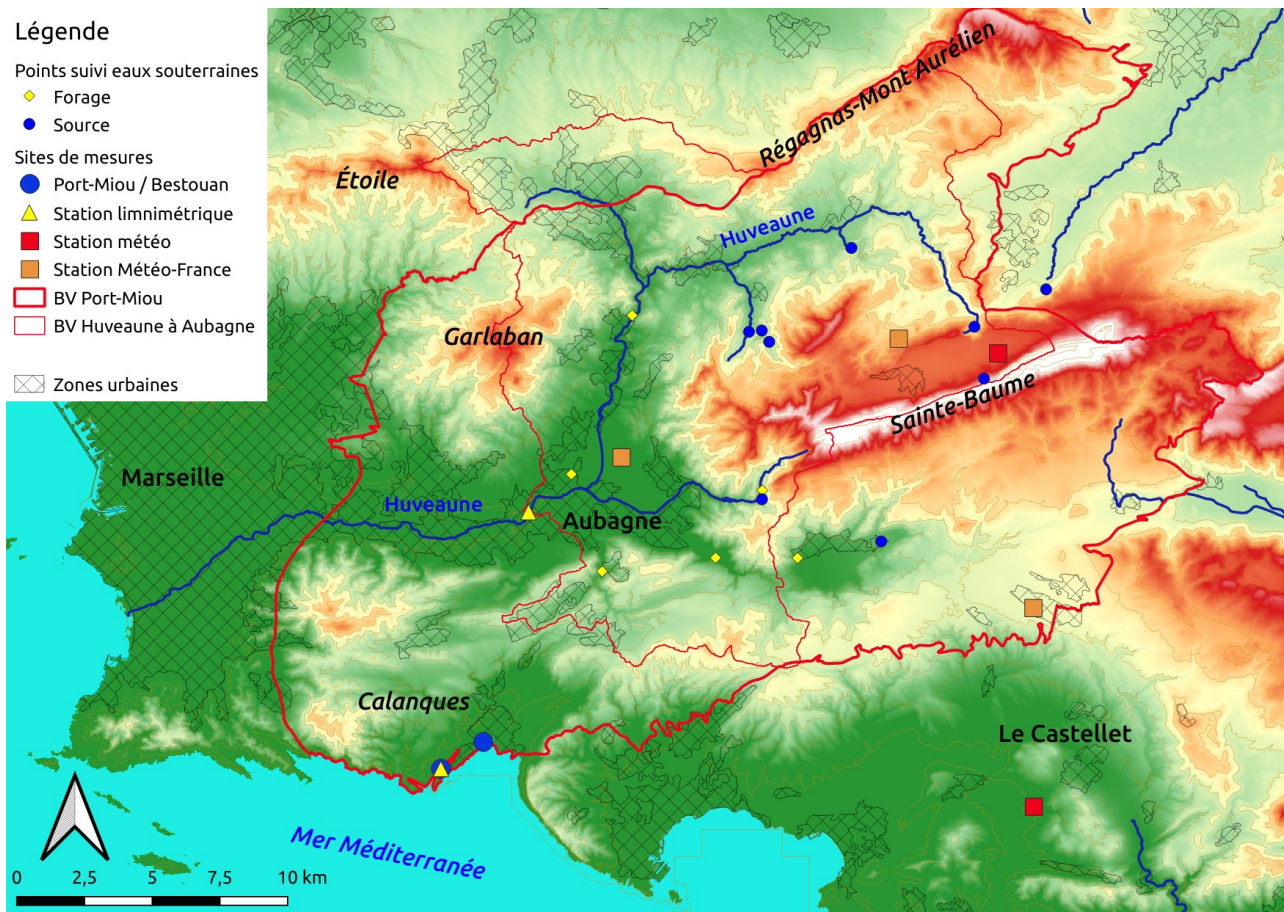 Légende
Points suivi eaux souterraines
Forage
Source
Sites de mesures
Port-Miou / Bestouan
Station limnimétrique
Station météo
Station Météo-France
BV Port-Miou
BV Huveaune à Aubagne
Zones urbaines
Régagnas-Mont Aurélien
Étoile
Huveaune
Garlaban
Sainte-Baume
Marseille
Huveaune
Aubagne
Calanques
Le Castellet
Mer Méditerranée
0 2,5 5 7,5 10 km